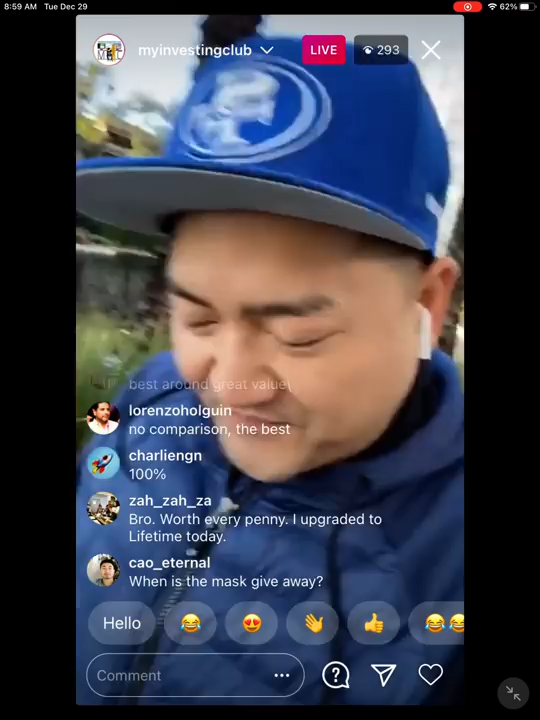 8:59 AM Tue Dec 29
62%
myinvestingclub
LIVE
293
best around great value
lorenzoholguin
no comparison, the best
charliengn
100%
zah_zah_za
Bro. Worth every penny. I upgraded to
Lifetime today.
cao_eternal
When is the mask give away?
Hello
Comment